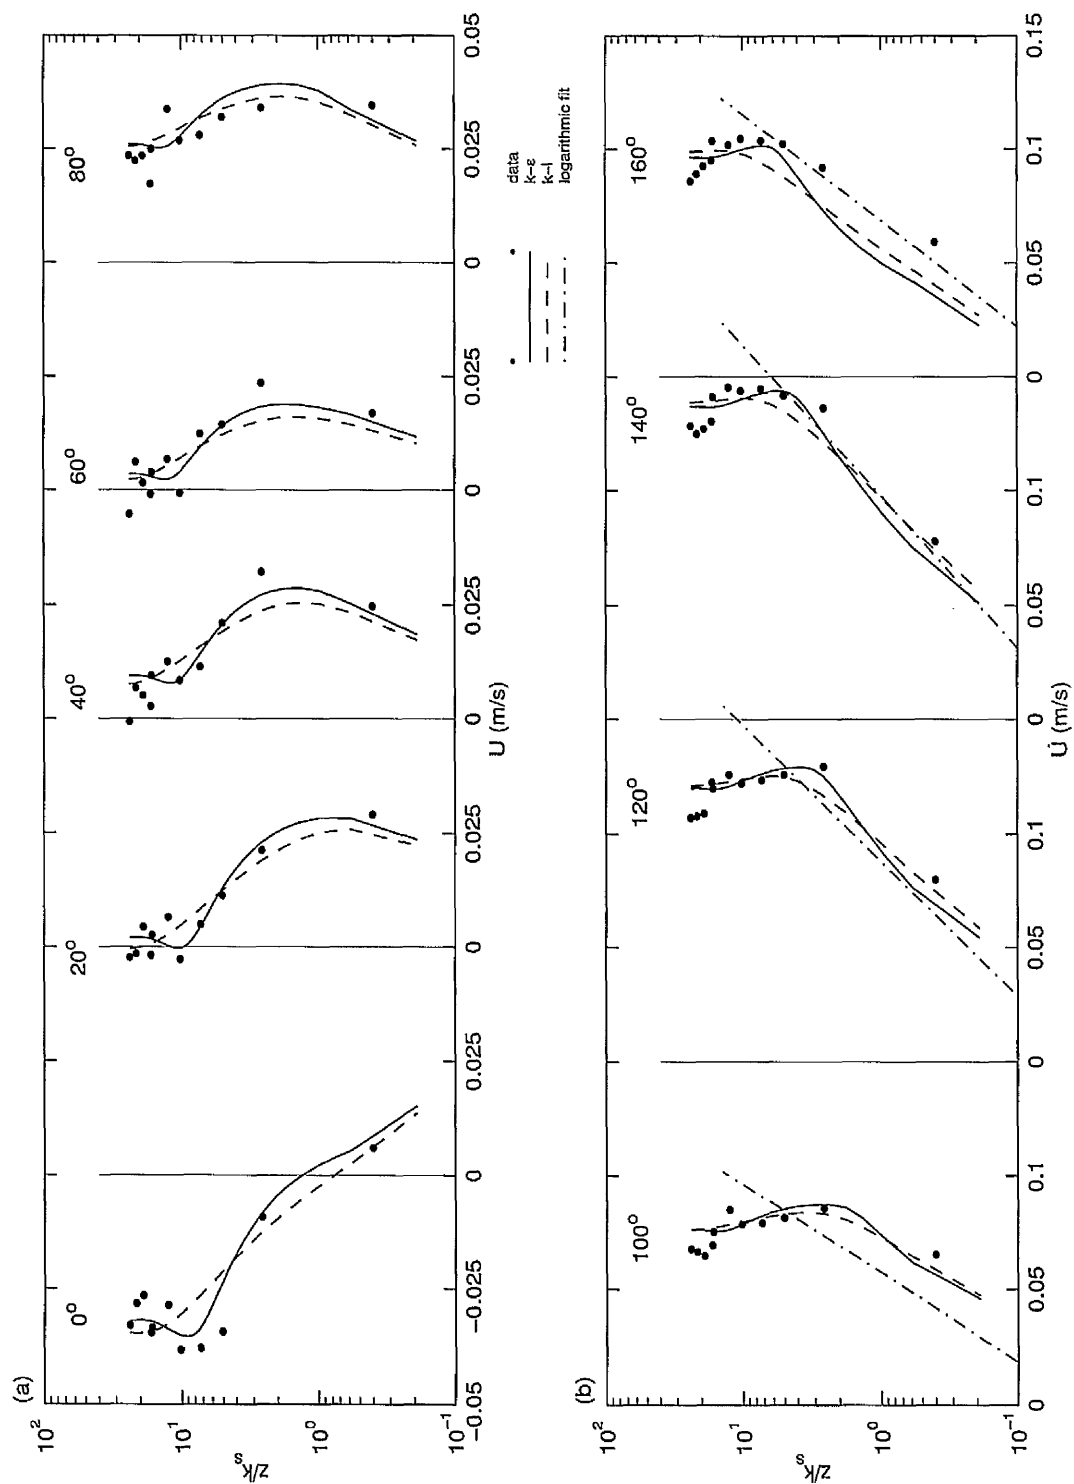 (a)
0° 20° 40° 60° 80°
10²
10¹
10⁰
10⁻¹
z/kₛ
−0.05 −0.025 0 0.025 0 0.025 0 0.025 0 0.025 0 0.025 0.05
U (m/s)
data
k−ε
k−l
logarithmic fit
(b)
100° 120° 140° 160°
10²
10¹
10⁰
10⁻¹
z/kₛ
0 0.05 0.1 0 0.05 0.1 0 0.05 0.1 0 0.05 0.1 0.15
U (m/s)